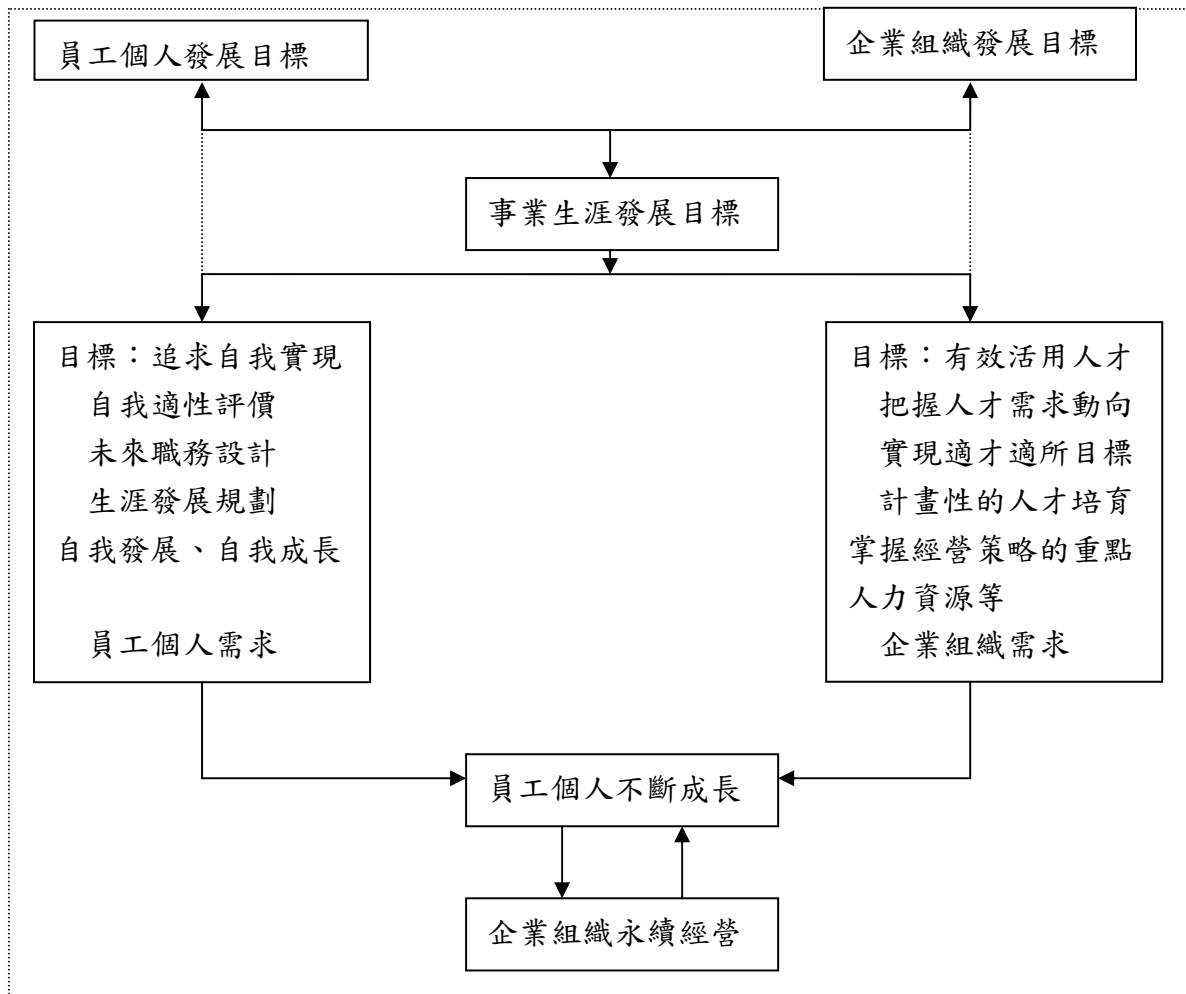 員工個人發展目標
企業組織發展目標
事業生涯發展目標
目標：追求自我實現
自我適性評價
未來職務設計
生涯發展規劃
自我發展、自我成長
員工個人需求
目標：有效活用人才
把握人才需求動向
實現適才適所目標
計畫性的人才培育
掌握經營策略的重點
人力資源等
企業組織需求
員工個人不斷成長
企業組織永續經營